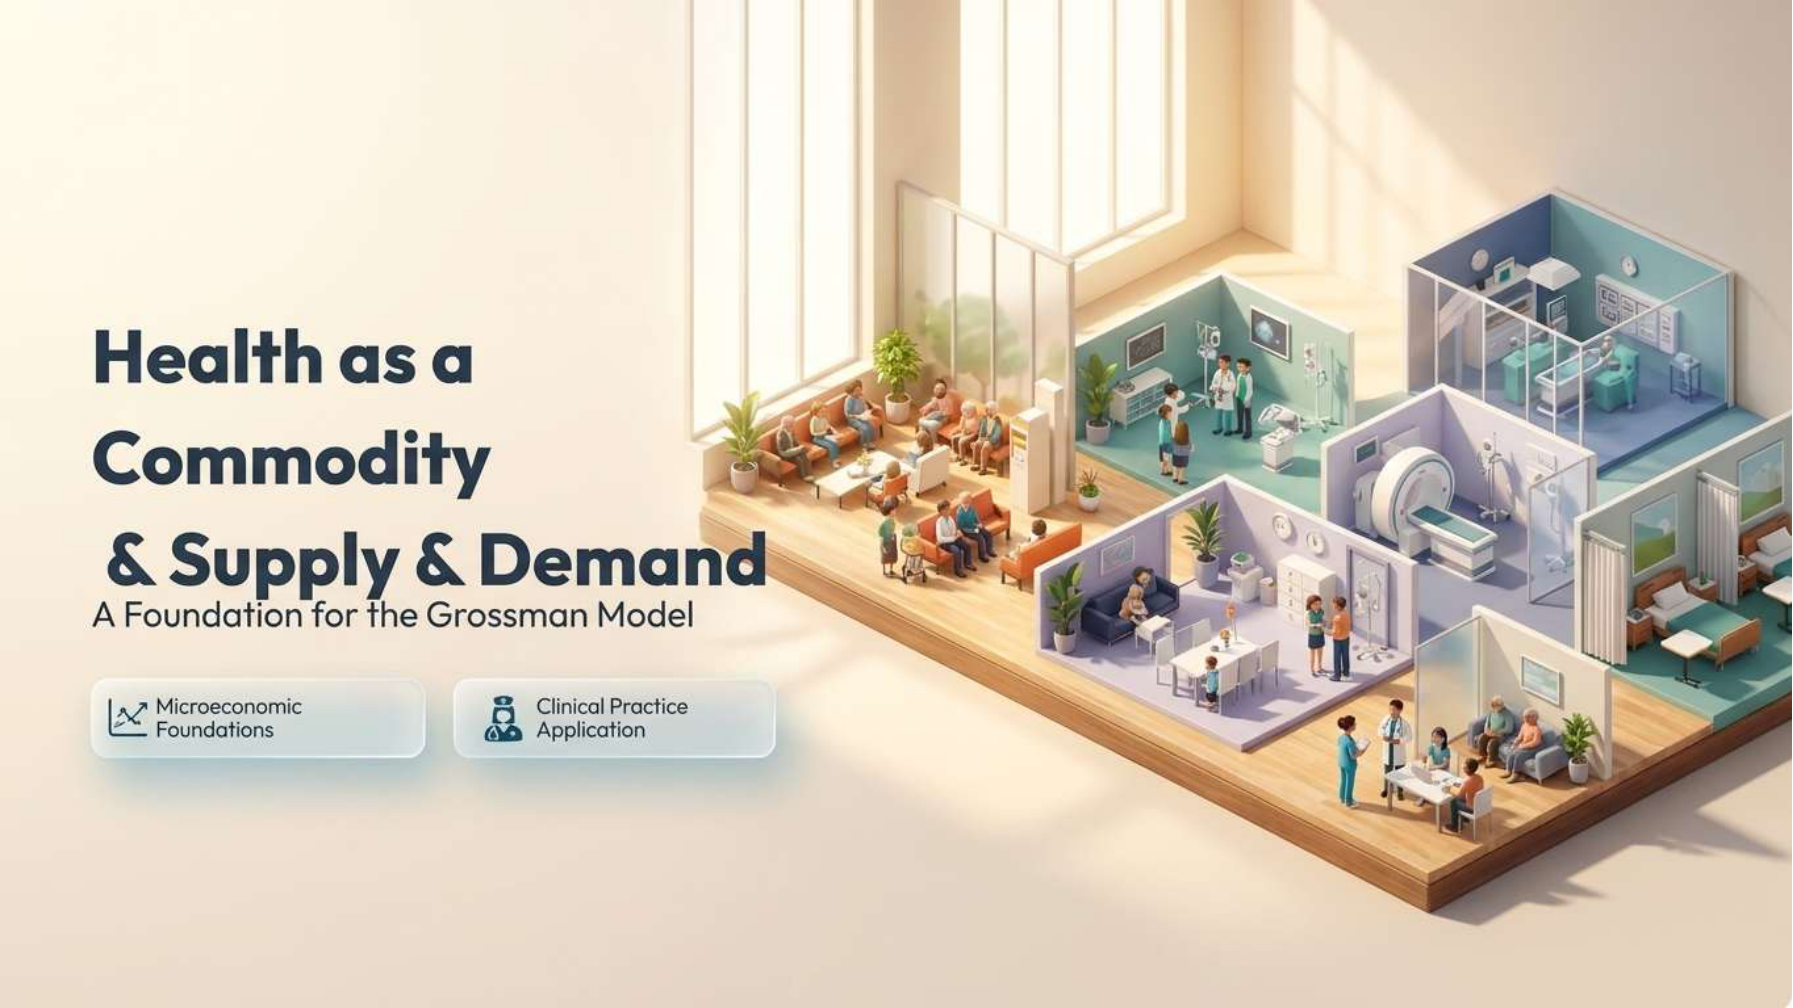 Health as a
Commodity
& Supply & Demand
A Foundation for the Grossman Model
Microeconomic
Foundations
Clinical Practice
Application